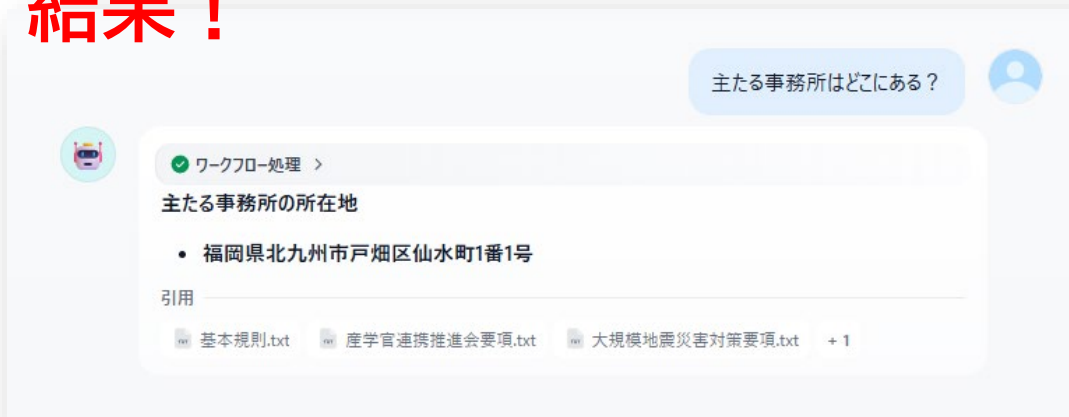 結果！
主たる事務所はどこにある？
ワークフロー処理 >
主たる事務所の所在地
• 福岡県北九州市戸畑区仙水町1番1号
引用
基本規則.txt 産学官連携推進会要項.txt 大規模地震災害対策要項.txt + 1